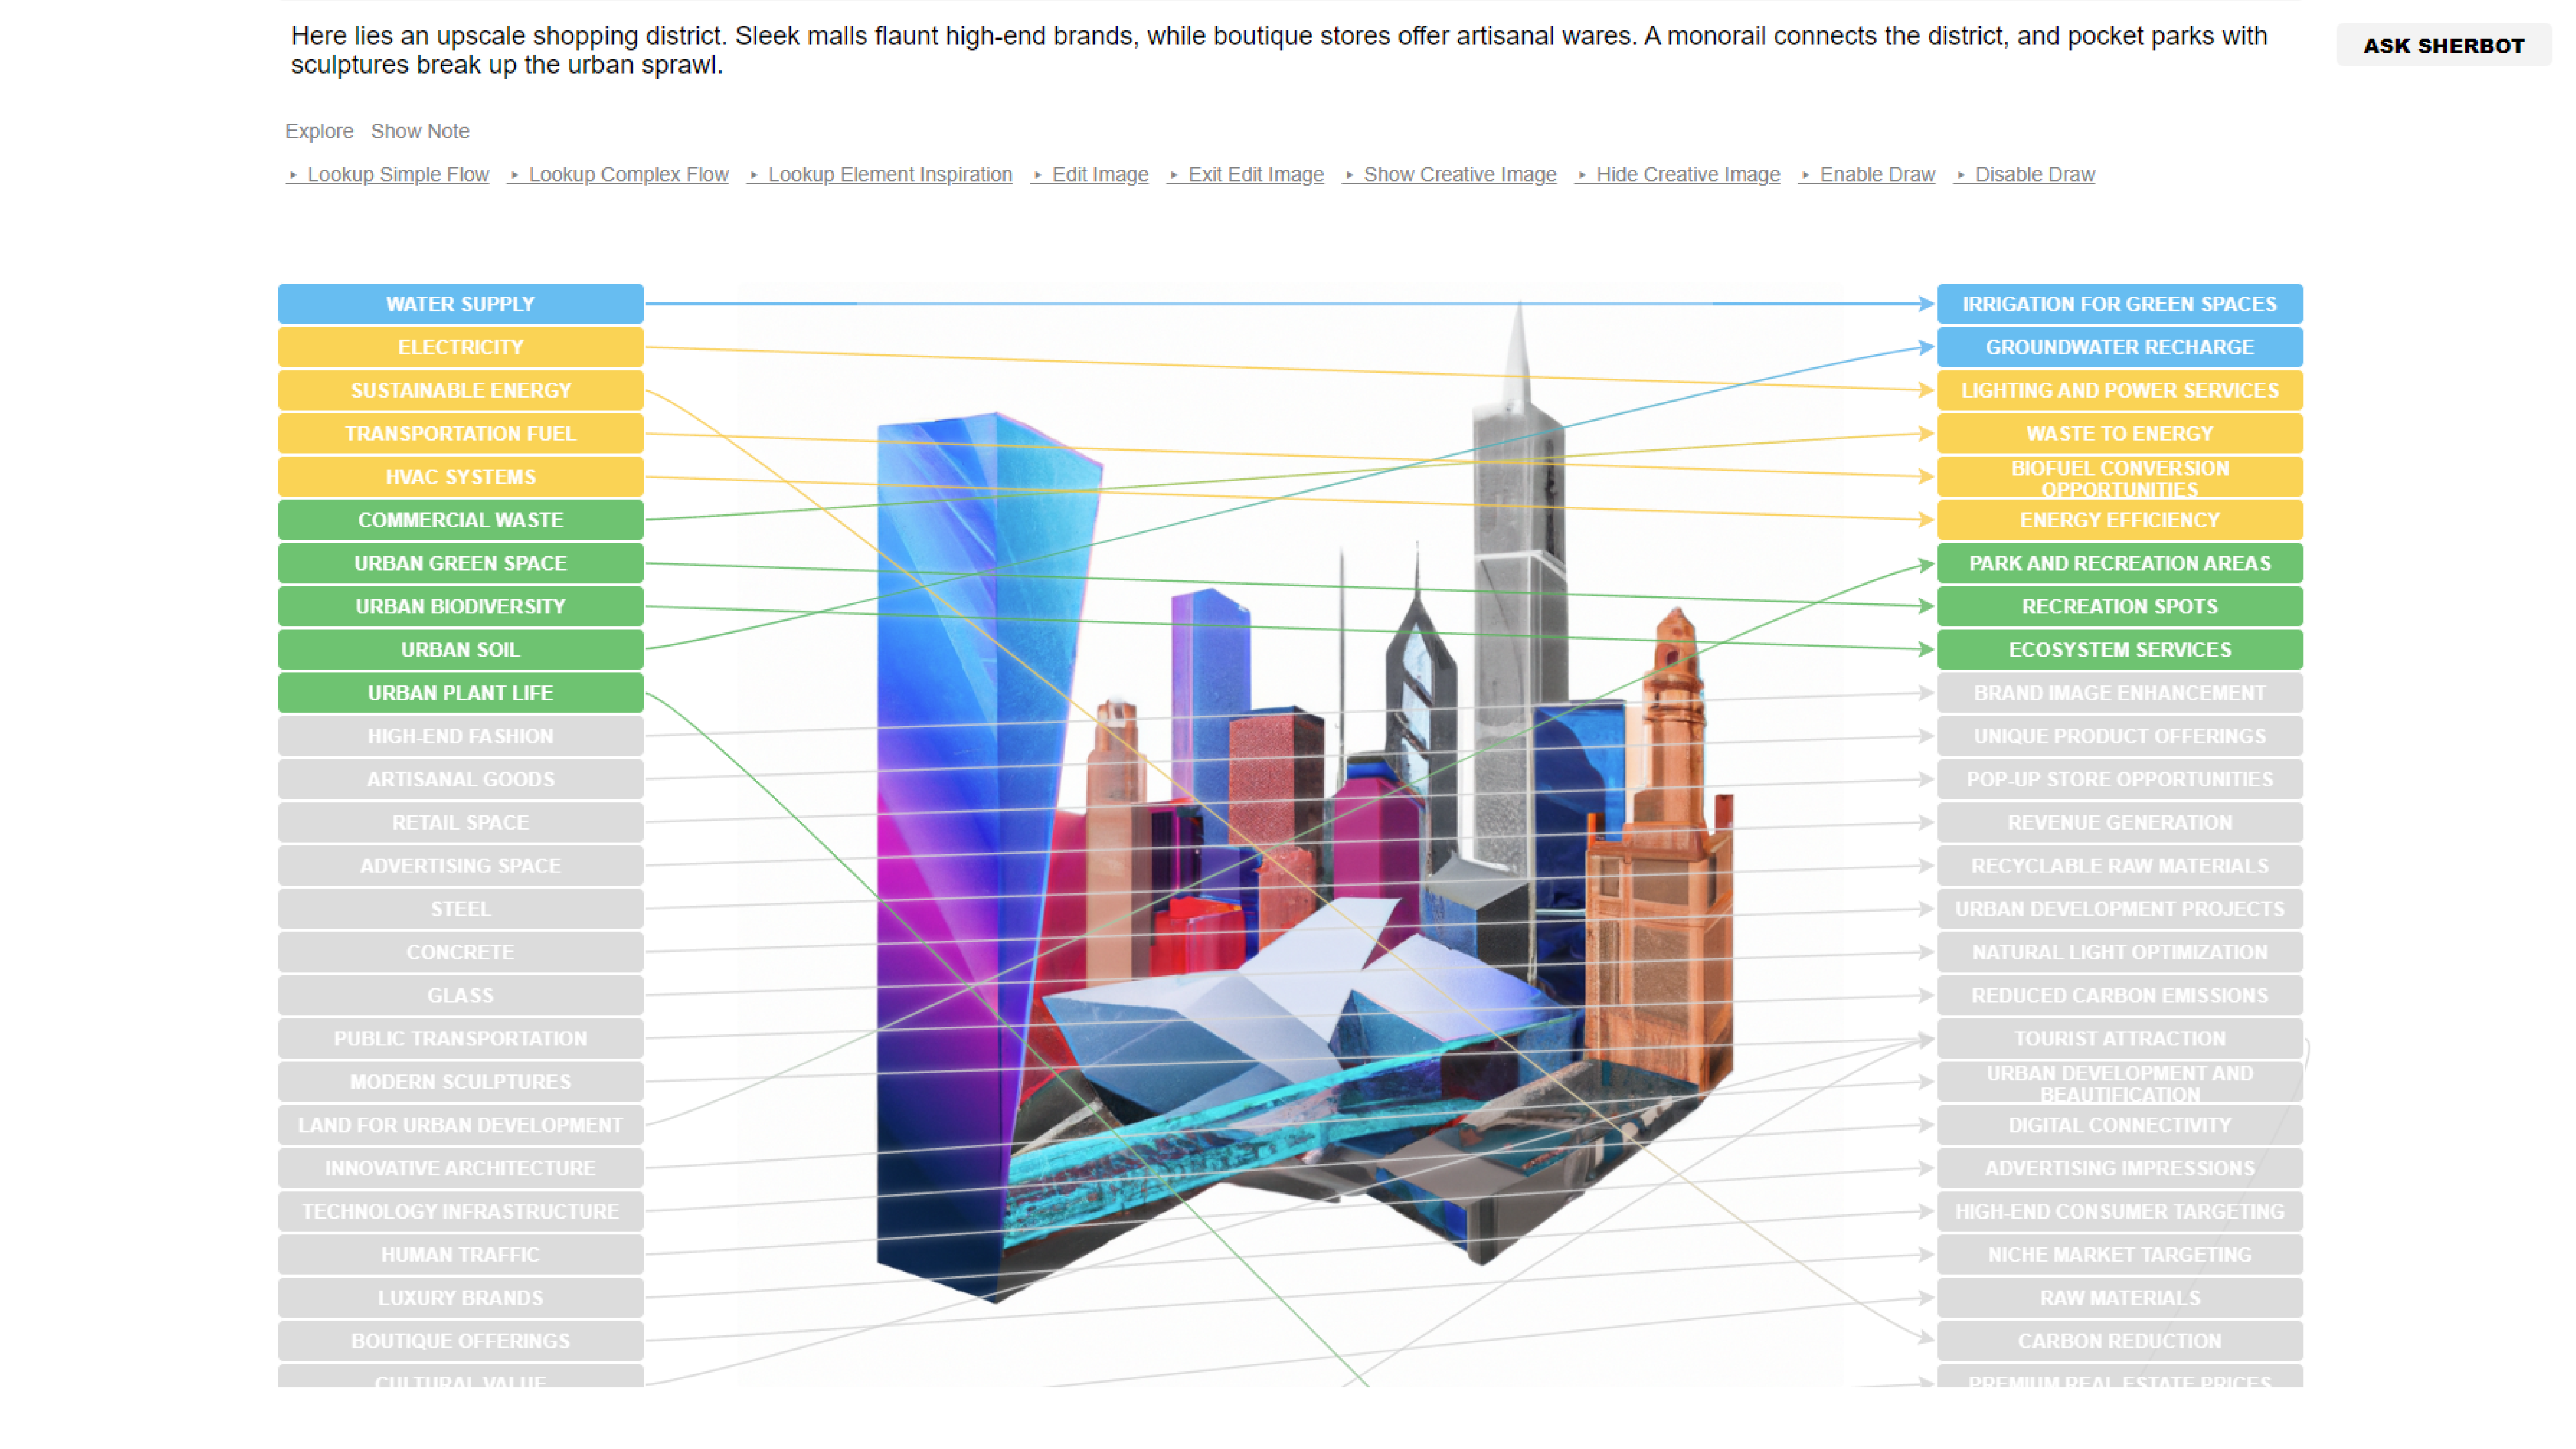 Here lies an upscale shopping district. Sleek malls flaunt high-end brands, while boutique stores offer artisanal wares. A monorail connects the district, and pocket parks with
sculptures break up the urban sprawl.
ASK SHERBOT
Explore Show Note
‣ Lookup Simple Flow ‣ Lookup Complex Flow ‣ Lookup Element Inspiration ‣ Edit Image ‣ Exit Edit Image ‣ Show Creative Image ‣ Hide Creative Image ‣ Enable Draw ‣ Disable Draw
WATER SUPPLY
ELECTRICITY
SUSTAINABLE ENERGY
TRANSPORTATION FUEL
HVAC SYSTEMS
COMMERCIAL WASTE
URBAN GREEN SPACE
URBAN BIODIVERSITY
URBAN SOIL
URBAN PLANT LIFE
HIGH-END FASHION
ARTISANAL GOODS
RETAIL SPACE
ADVERTISING SPACE
STEEL
CONCRETE
GLASS
PUBLIC TRANSPORTATION
MODERN SCULPTURES
LAND FOR URBAN DEVELOPMENT
INNOVATIVE ARCHITECTURE
TECHNOLOGY INFRASTRUCTURE
HUMAN TRAFFIC
LUXURY BRANDS
BOUTIQUE OFFERINGS
CULTURAL VALUE
IRRIGATION FOR GREEN SPACES
GROUNDWATER RECHARGE
LIGHTING AND POWER SERVICES
WASTE TO ENERGY
BIOFUEL CONVERSION
OPPORTUNITIES
ENERGY EFFICIENCY
PARK AND RECREATION AREAS
RECREATION SPOTS
ECOSYSTEM SERVICES
BRAND IMAGE ENHANCEMENT
UNIQUE PRODUCT OFFERINGS
POP-UP STORE OPPORTUNITIES
REVENUE GENERATION
RECYCLABLE RAW MATERIALS
URBAN DEVELOPMENT PROJECTS
NATURAL LIGHT OPTIMIZATION
REDUCED CARBON EMISSIONS
TOURIST ATTRACTION
URBAN DEVELOPMENT AND
BEAUTIFICATION
DIGITAL CONNECTIVITY
ADVERTISING IMPRESSIONS
HIGH-END CONSUMER TARGETING
NICHE MARKET TARGETING
RAW MATERIALS
CARBON REDUCTION
PREMIUM REAL ESTATE PRICES